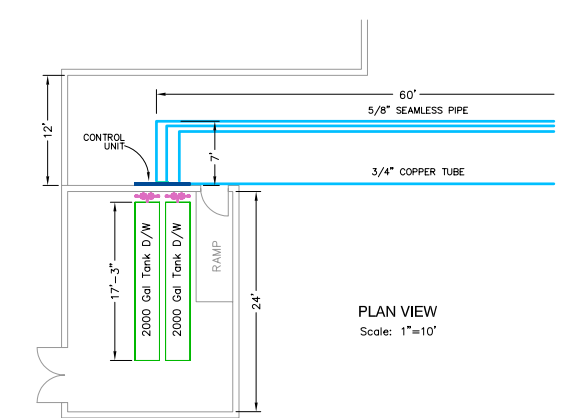 60'
5/8" SEAMLESS PIPE
12'
CONTROL
UNIT
7'
3/4" COPPER TUBE
2000 Gal Tank D/W
2000 Gal Tank D/W
RAMP
17'-3"
24'
PLAN VIEW
Scale: 1"=10'